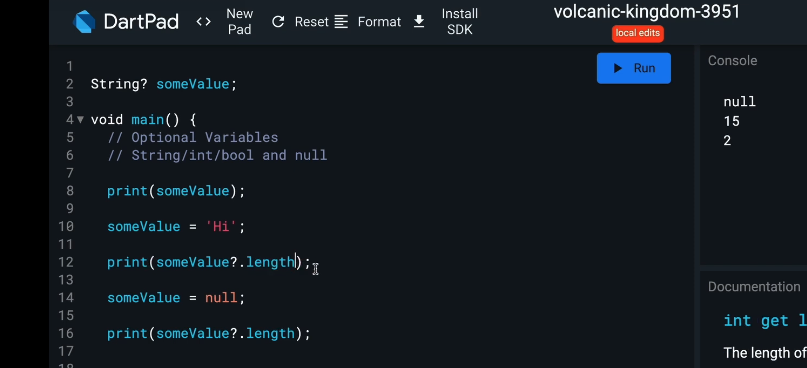 DartPad <> New Pad Reset Format Install SDK
volcanic-kingdom-3951
local edits
Run
Console
null
15
2
1
2 String? someValue;
3
4 void main() {
5 // Optional Variables
6 // String/int/bool and null
7
8 print(someValue);
9
10 someValue = 'Hi';
11
12 print(someValue?.length);
13
14 someValue = null;
15
16 print(someValue?.length);
17
Documentation
int get l
The length of